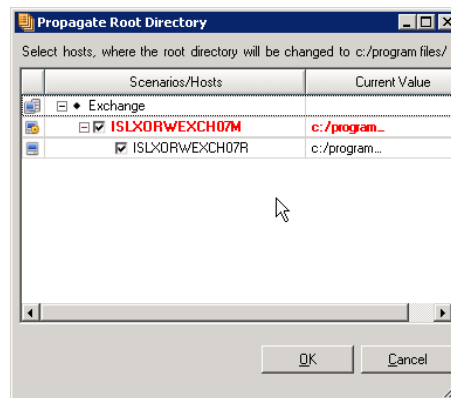 Propagate Root Directory
Select hosts, where the root directory will be changed to c:/program files/
Scenarios/Hosts Current Value
Exchange
ISLXORWEXCH07M c:/program...
ISLXORWEXCH07R c:/program...
OK Cancel